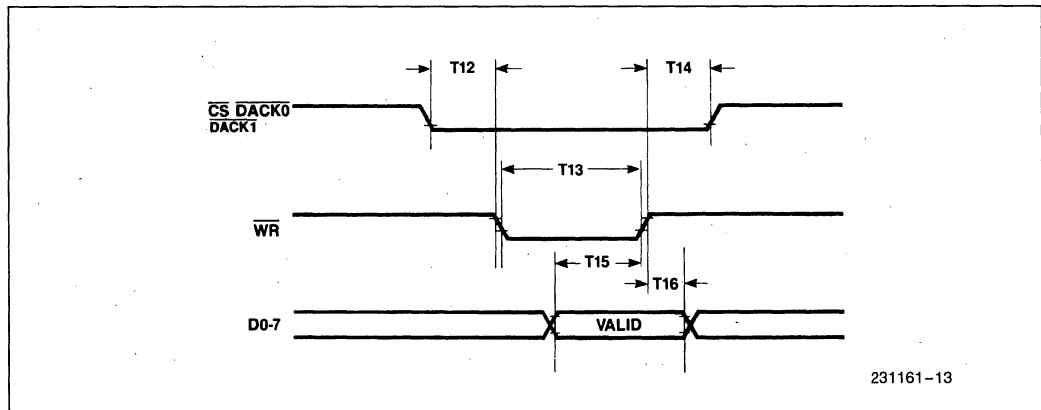 T12
T14
CS DACK0
DACK1
T13
WR
T15
T16
D0-7
VALID
231161–13